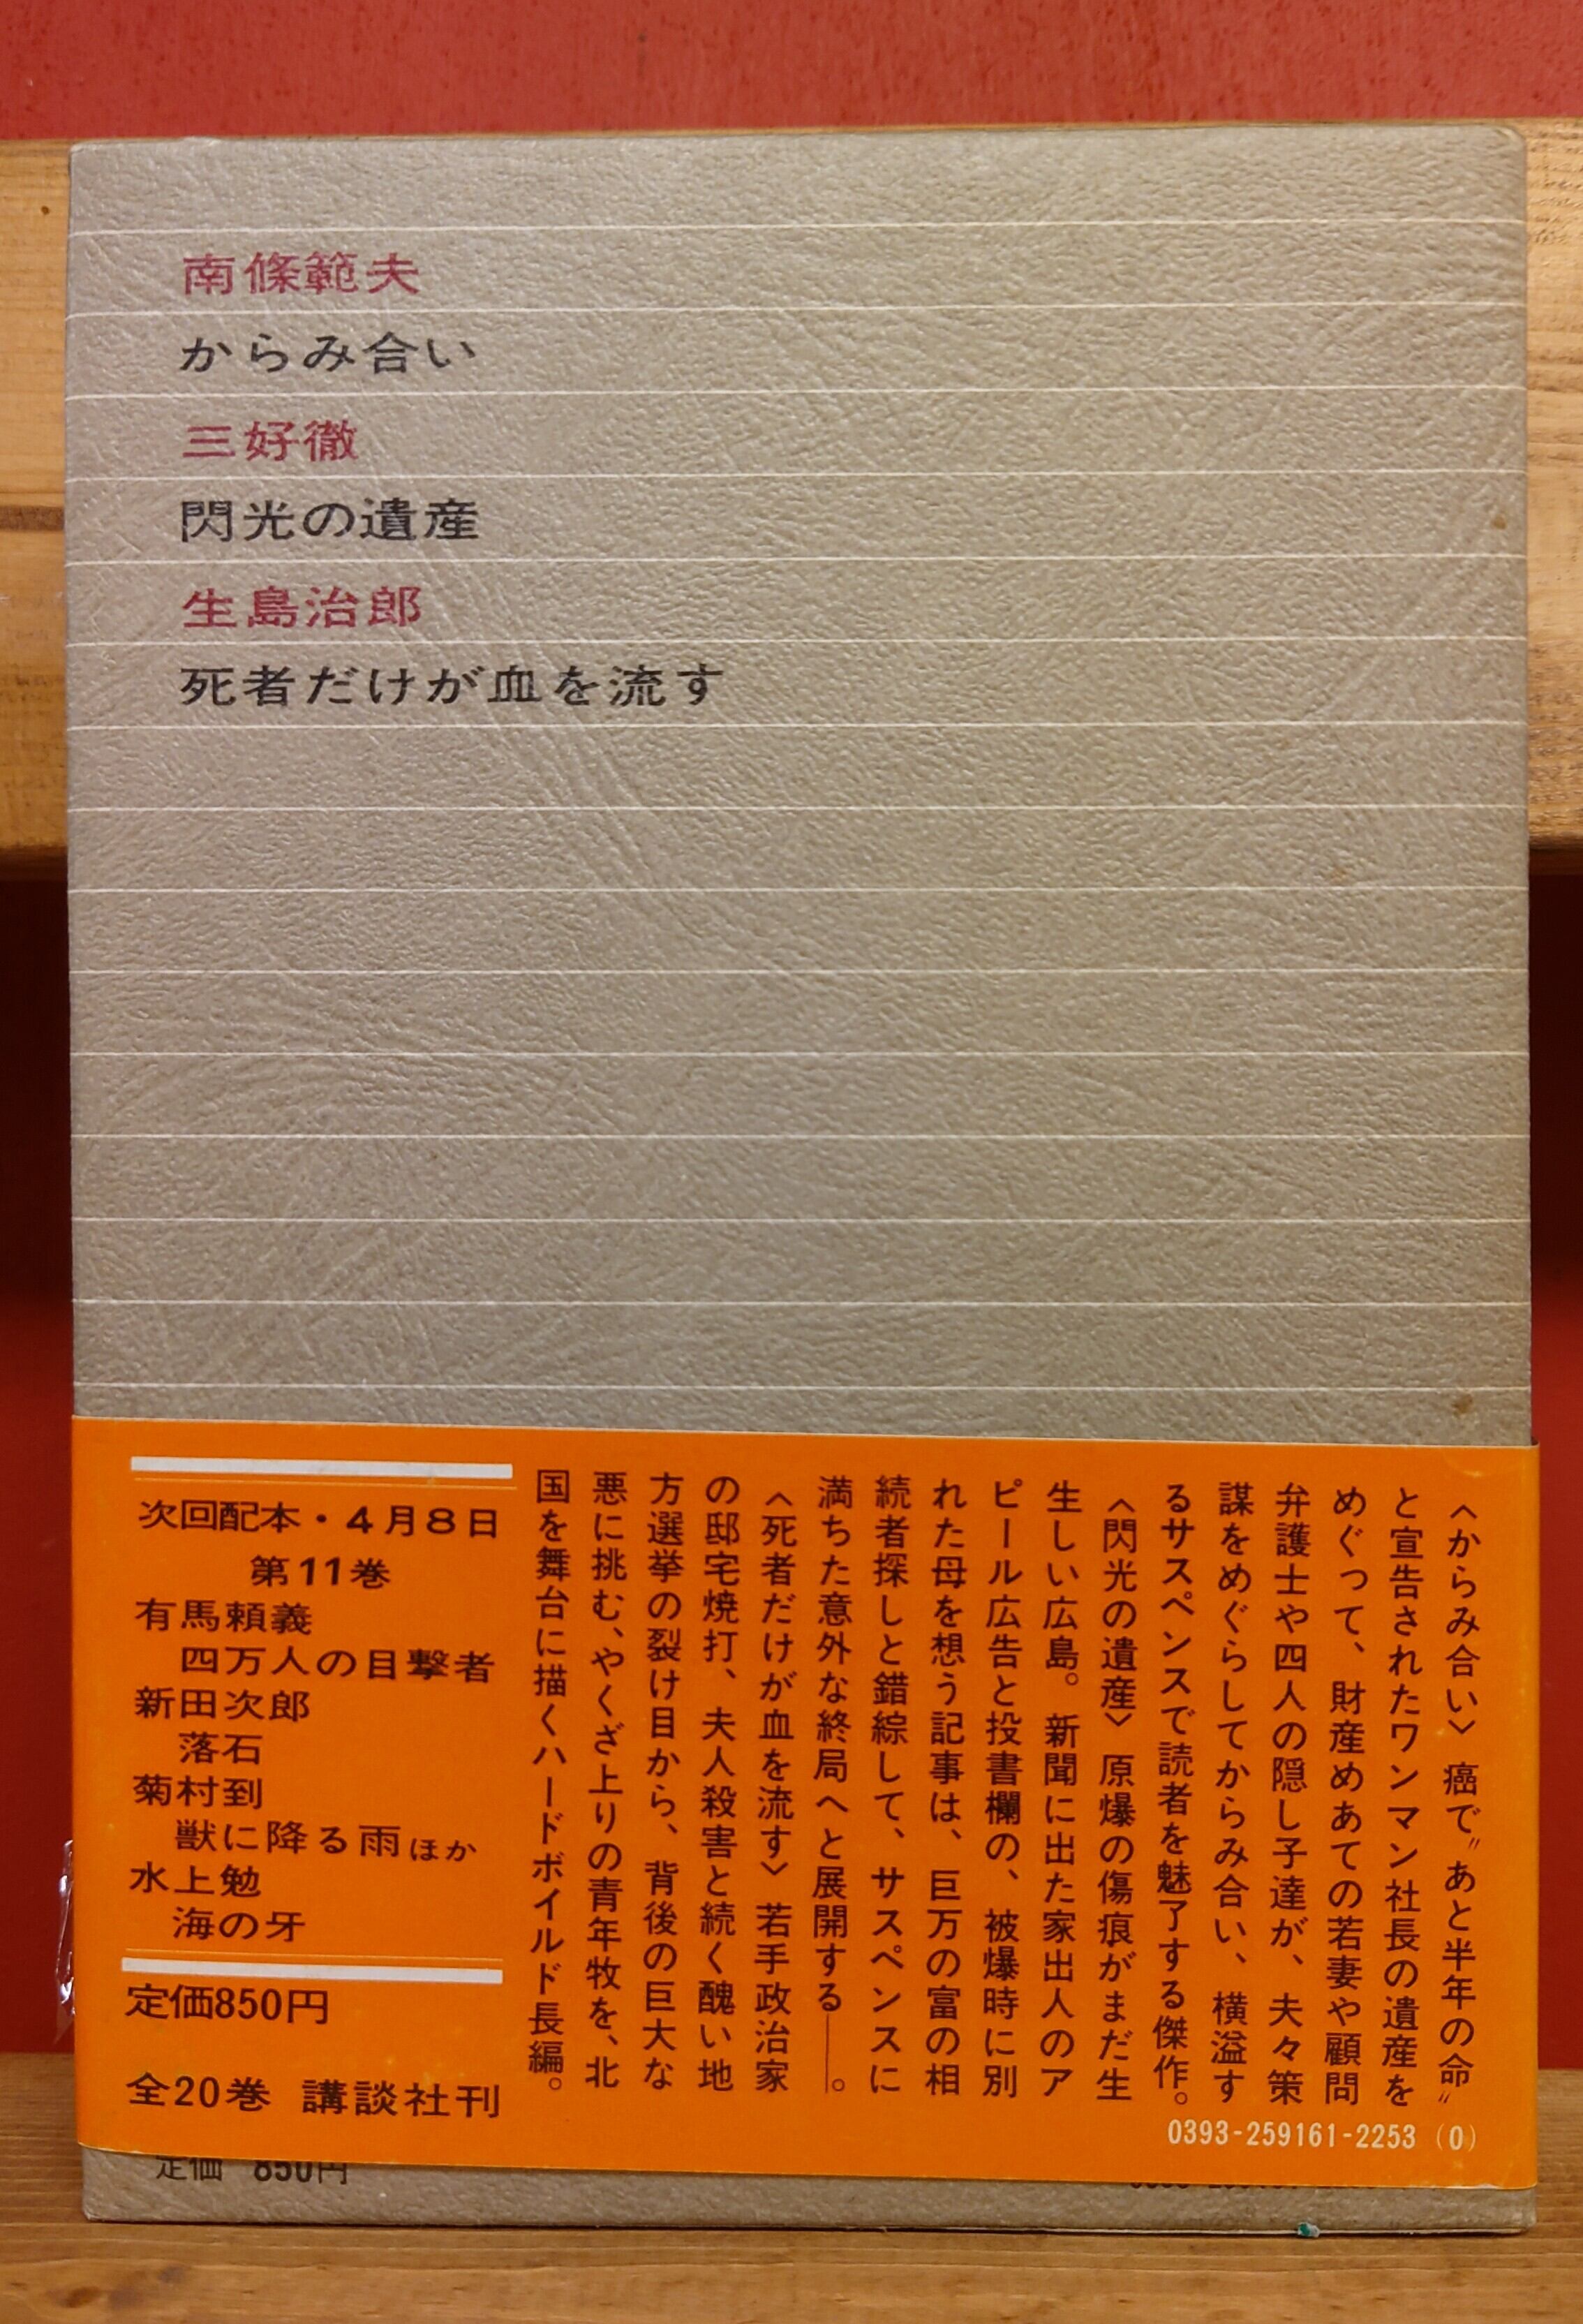 南條範夫
からみ合い
三好徹
閃光の遺産
生島治郎
死者だけが血を流す
〈からみ合い〉 癌で〝あと半年の命〟
と宣告されたワンマン社長の遺産を
めぐって、財産めあての若妻や顧問
弁護士や四人の隠し子達が、夫々策
謀をめぐらしてからみ合い、横溢す
るサスペンスで読者を魅了する傑作。
〈閃光の遺産〉 原爆の傷痕がまだ生
生しい広島。新聞に出た家出人のア
ピール広告と投書欄の、被爆時に別
れた母を想う記事は、巨万の富の相
続者探しと錯綜して、サスペンスに
満ちた意外な終局へと展開する――。
〈死者だけが血を流す〉 若手政治家
の邸宅焼打、夫人殺害と続く醜い地
方選挙の裂け目から、背後の巨大な
悪に挑む、やくざ上りの青年牧を、北
国を舞台に描くハードボイルド長編。
次回配本・4月8日
第11巻
有馬頼義
四万人の目撃者
新田次郎
落石
菊村到
獣に降る雨ほか
水上勉
海の牙
定価850円
全20巻 講談社刊
0393-259161-2253 (0)
定価 850円